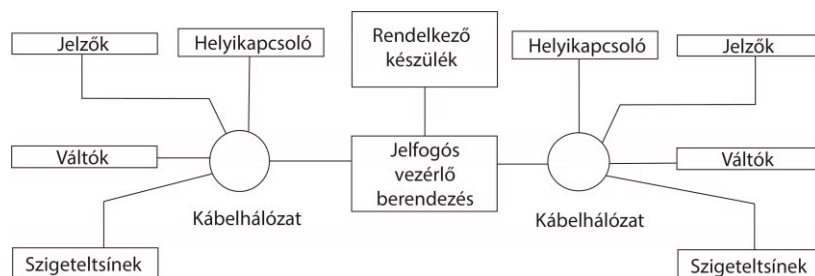 Jelzők
Helyikapcsoló
Rendelkező
készülék
Helyikapcsoló
Jelzők
Váltók
Jelfogós
vezérlő
berendezés
Váltók
Kábelhálózat
Kábelhálózat
Szigeteltsínek
Szigeteltsínek